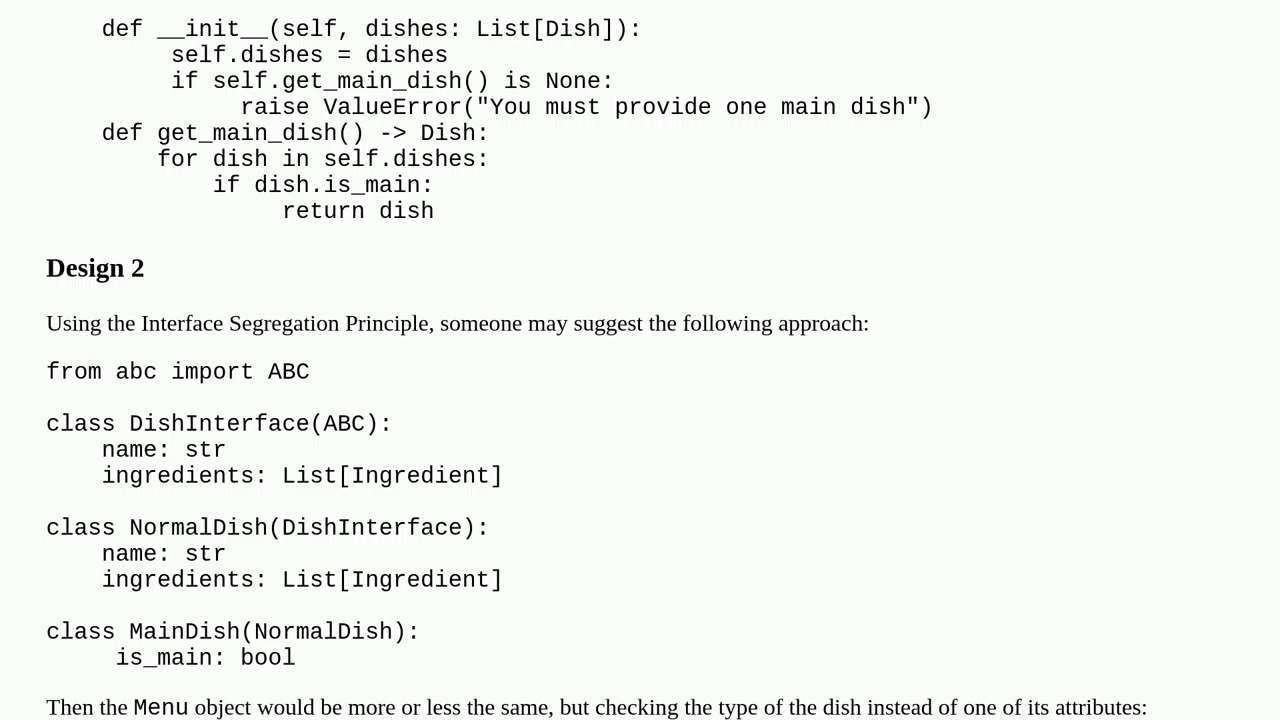 def __init__(self, dishes: List[Dish]):
self.dishes = dishes
if self.get_main_dish() is None:
raise ValueError("You must provide one main dish")
def get_main_dish() -> Dish:
for dish in self.dishes:
if dish.is_main:
return dish
Design 2
Using the Interface Segregation Principle, someone may suggest the following approach:
from abc import ABC
class DishInterface(ABC):
name: str
ingredients: List[Ingredient]
class NormalDish(DishInterface):
name: str
ingredients: List[Ingredient]
class MainDish(NormalDish):
is_main: bool
Then the Menu object would be more or less the same, but checking the type of the dish instead of one of its attributes: